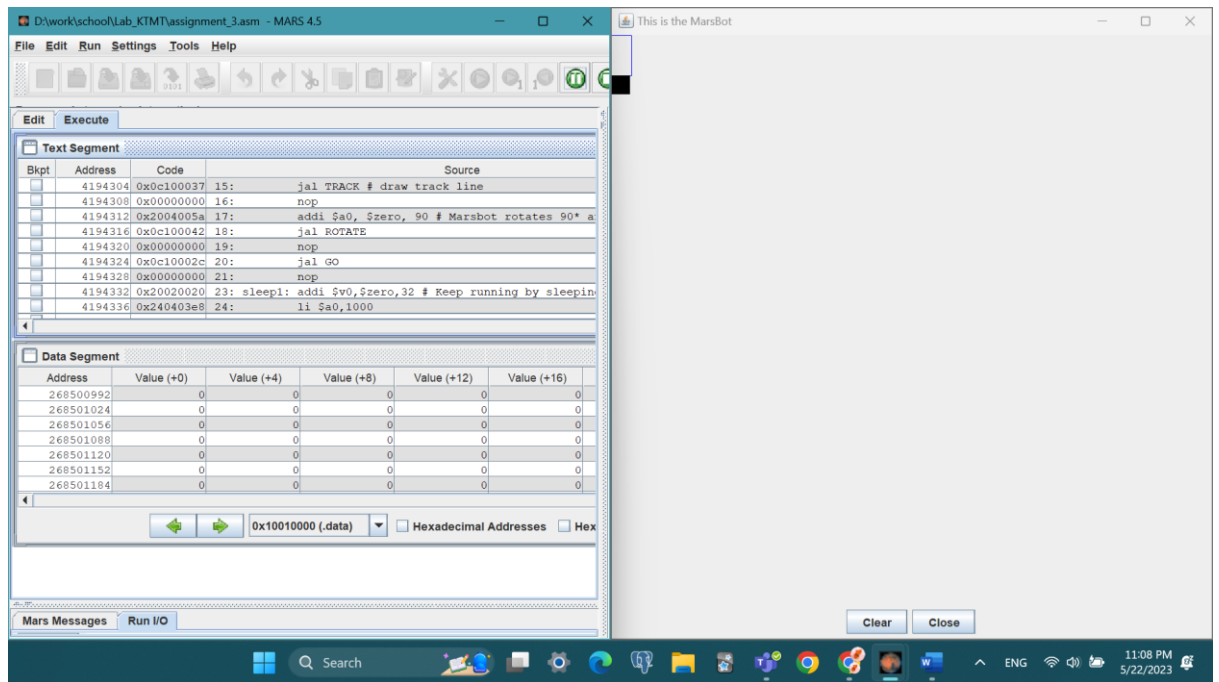 D:\work\school\Lab_KTMT\assignment_3.asm - MARS 4.5
File Edit Run Settings Tools Help
Edit Execute
Text Segment
Bkpt Address Code Source
4194304 0x0c100037 15: jal TRACK # draw track line
4194308 0x00000000 16: nop
4194312 0x2004005a 17: addi $a0, $zero, 90 # Marsbot rotates 90* a
4194316 0x0c100042 18: jal ROTATE
4194320 0x00000000 19: nop
4194324 0x0c10002c 20: jal GO
4194328 0x00000000 21: nop
4194332 0x20020020 23: sleep1: addi $v0,$zero,32 # Keep running by sleepin
4194336 0x240403e8 24: li $a0,1000
Data Segment
Address Value (+0) Value (+4) Value (+8) Value (+12) Value (+16)
268500992 0 0 0 0 0
268501024 0 0 0 0 0
268501056 0 0 0 0 0
268501088 0 0 0 0 0
268501120 0 0 0 0 0
268501152 0 0 0 0 0
268501184 0 0 0 0 0
0x10010000 (.data) Hexadecimal Addresses Hex
Mars Messages Run I/O
This is the MarsBot
Clear Close
Search
ENG
11:08 PM
5/22/2023